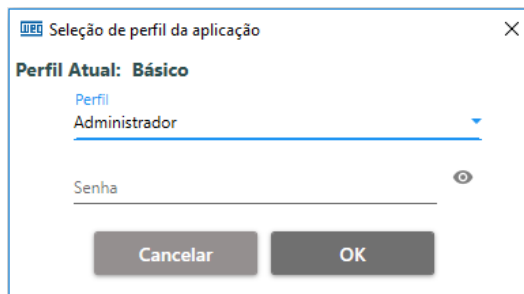 weg Seleção de perfil da aplicação
Perfil Atual: Básico
Perfil
Administrador
Senha
Cancelar OK